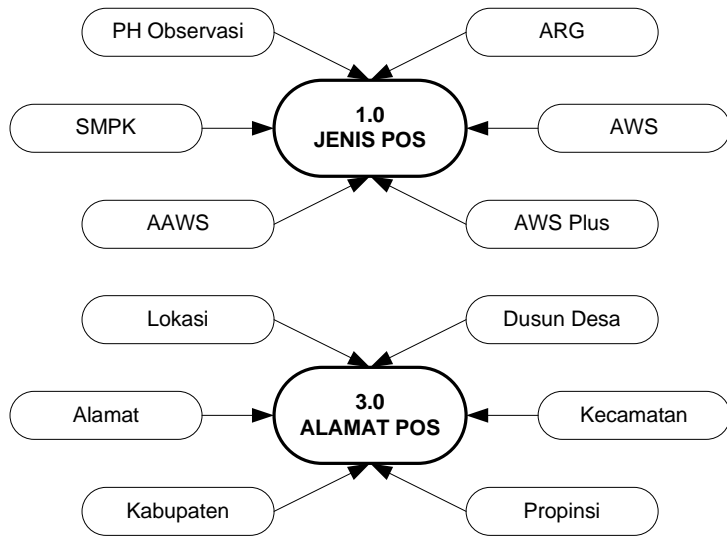 PH Observasi
ARG
SMPK
1.0
JENIS POS
AWS
AAWS
AWS Plus
Lokasi
Dusun Desa
Alamat
3.0
ALAMAT POS
Kecamatan
Kabupaten
Propinsi